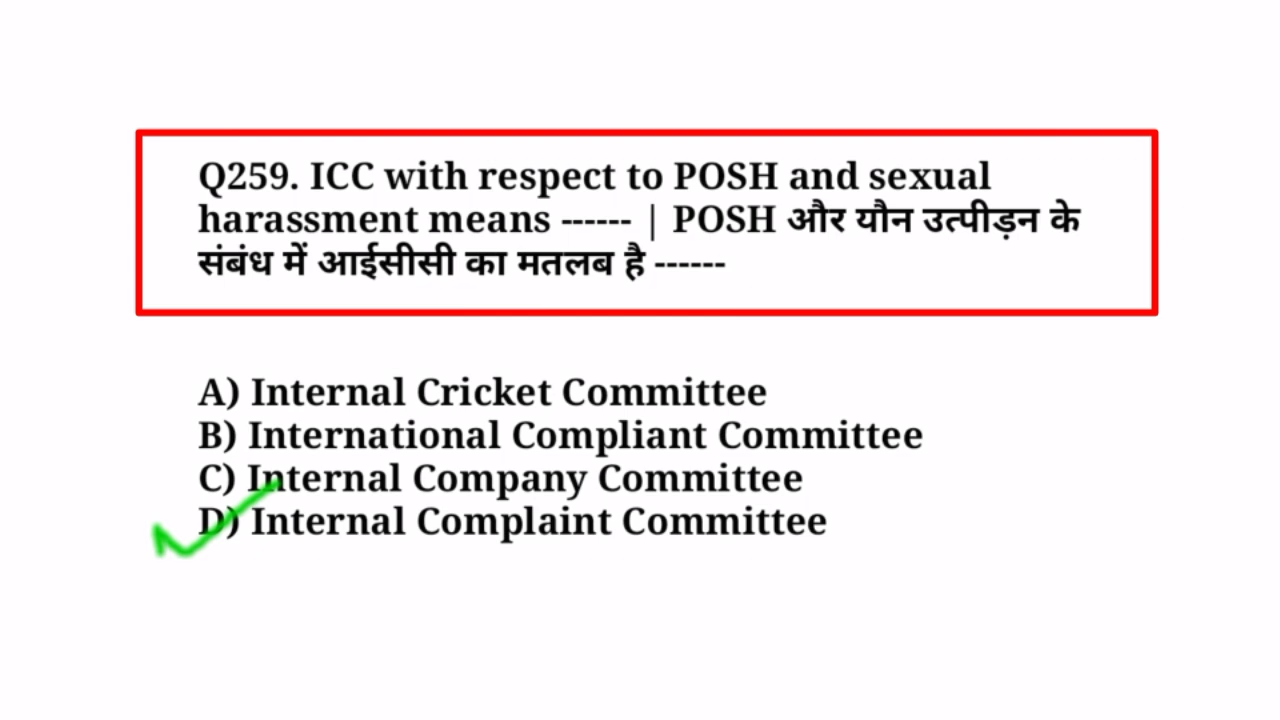 Q259. ICC with respect to POSH and sexual
harassment means ------ | POSH और यौन उत्पीड़न के
संबंध में आईसीसी का मतलब है ------
A) Internal Cricket Committee
B) International Compliant Committee
C) Internal Company Committee
D) Internal Complaint Committee